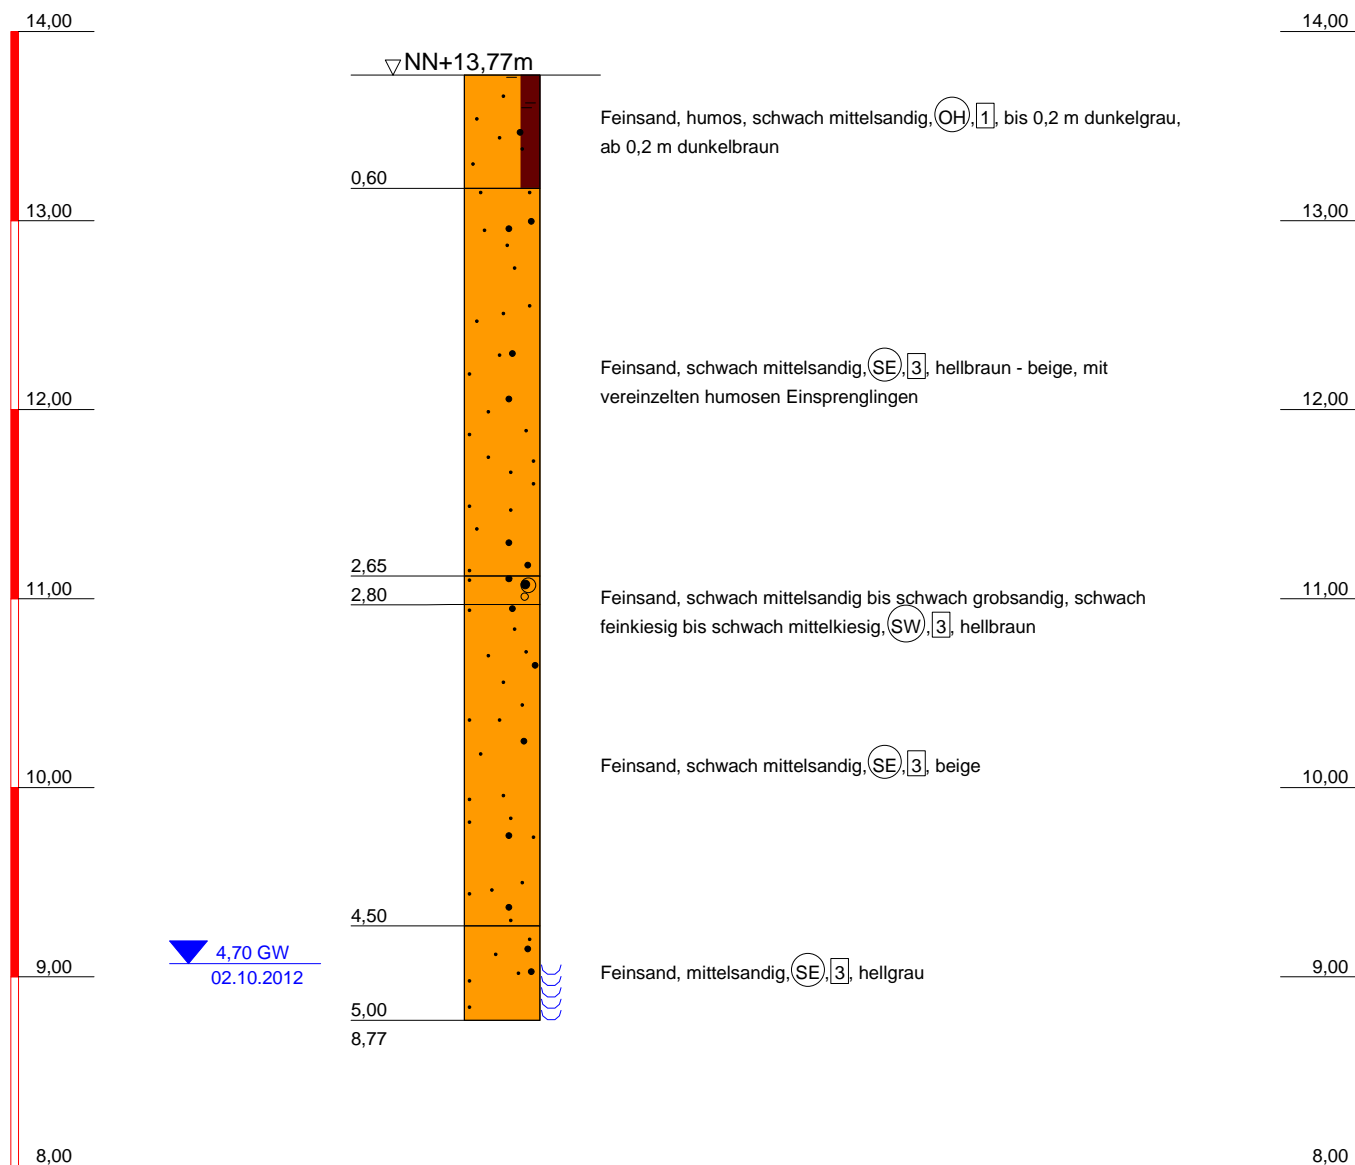 14,00 14,00
NN+13,77m
Feinsand, humos, schwach mittelsandig, OH, 1, bis 0,2 m dunkelgrau,
ab 0,2 m dunkelbraun
0,60
13,00 13,00
Feinsand, schwach mittelsandig, SE, 3, hellbraun - beige, mit
vereinzelten humosen Einsprenglingen
12,00 12,00
2,65
2,80
11,00 11,00
Feinsand, schwach mittelsandig bis schwach grobsandig, schwach
feinkiesig bis schwach mittelkiesig, SW, 3, hellbraun
Feinsand, schwach mittelsandig, SE, 3, beige
10,00 10,00
4,50
4,70 GW
02.10.2012
9,00 9,00
Feinsand, mittelsandig, SE, 3, hellgrau
5,00
8,77
8,00 8,00